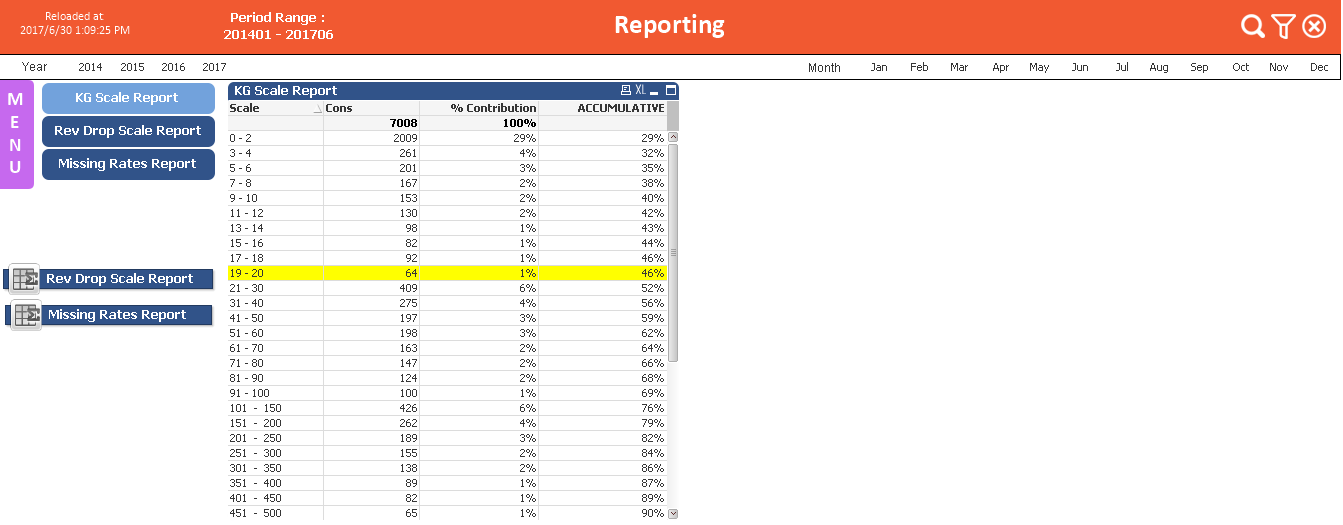 Reloaded at:
2017/6/30 1:09:25 PM
Period Range :
201401 - 201706
Reporting
Year 2014 2015 2016 2017 Month Jan Feb Mar Apr May Jun Jul Aug Sep Oct Nov Dec
MENU
KG Scale Report
Rev Drop Scale Report
Missing Rates Report
Rev Drop Scale Report
Missing Rates Report
KG Scale Report XL
Scale Cons % Contribution ACCUMULATIVE
7008 100%
0 - 2 2009 29% 29%
3 - 4 261 4% 32%
5 - 6 201 3% 35%
7 - 8 167 2% 38%
9 - 10 153 2% 40%
11 - 12 130 2% 42%
13 - 14 98 1% 43%
15 - 16 82 1% 44%
17 - 18 92 1% 46%
19 - 20 64 1% 46%
21 - 30 409 6% 52%
31 - 40 275 4% 56%
41 - 50 197 3% 59%
51 - 60 198 3% 62%
61 - 70 163 2% 64%
71 - 80 147 2% 66%
81 - 90 124 2% 68%
91 - 100 100 1% 69%
101 - 150 426 6% 76%
151 - 200 262 4% 79%
201 - 250 189 3% 82%
251 - 300 155 2% 84%
301 - 350 138 2% 86%
351 - 400 89 1% 87%
401 - 450 82 1% 89%
451 - 500 65 1% 90%